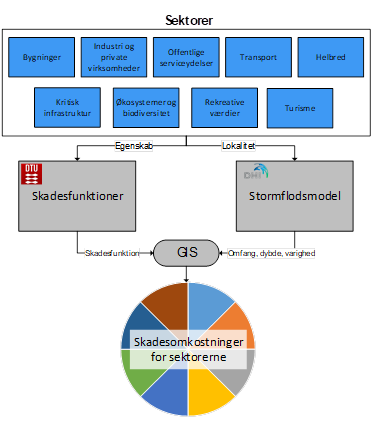 Sektorer
Bygninger
Industri og
private
virksomheder
Offentlige
serviceydelser
Transport
Helbred
Kritisk
infrastruktur
Økosystemer og
biodiversitet
Rekreative
værdier
Turisme
Egenskab
Lokalitet
DTU
Skadesfunktioner
DHI
Stormflodsmodel
Skadesfunktion
GIS
Omfang, dybde, varighed
Skadesomkostninger
for sektorerne